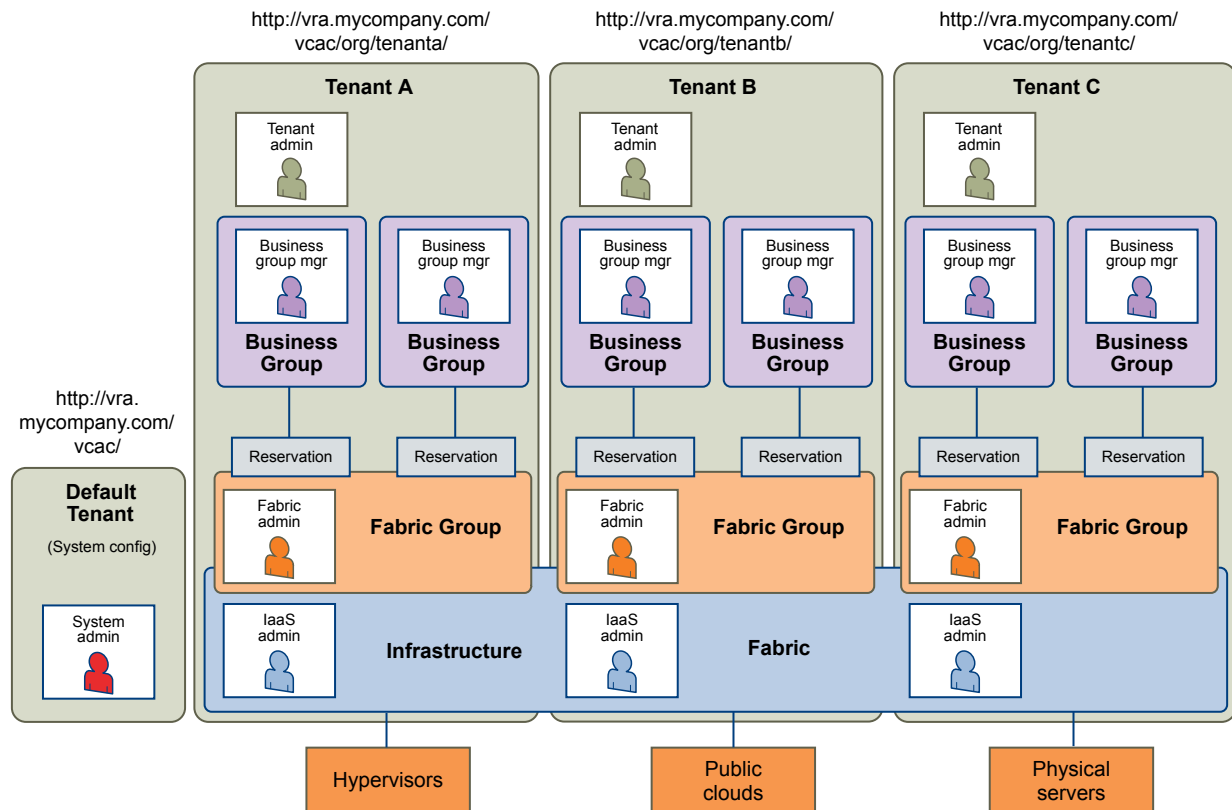 http://vra.mycompany.com/
vcac/org/tenanta/
http://vra.mycompany.com/
vcac/org/tenantb/
http://vra.mycompany.com/
vcac/org/tenantc/
Tenant A
Tenant B
Tenant C
Tenant
admin
Tenant
admin
Tenant
admin
Business
group mgr
Business
Group
Business
group mgr
Business
Group
Business
group mgr
Business
Group
Business
group mgr
Business
Group
Business
group mgr
Business
Group
Business
group mgr
Business
Group
http://vra.
mycompany.com/
vcac/
Reservation
Reservation
Reservation
Reservation
Reservation
Reservation
Default
Tenant
(System config)
System
admin
Fabric
admin
Fabric Group
Fabric
admin
Fabric Group
Fabric
admin
Fabric Group
IaaS
admin
Infrastructure
IaaS
admin
Fabric
IaaS
admin
Hypervisors
Public
clouds
Physical
servers